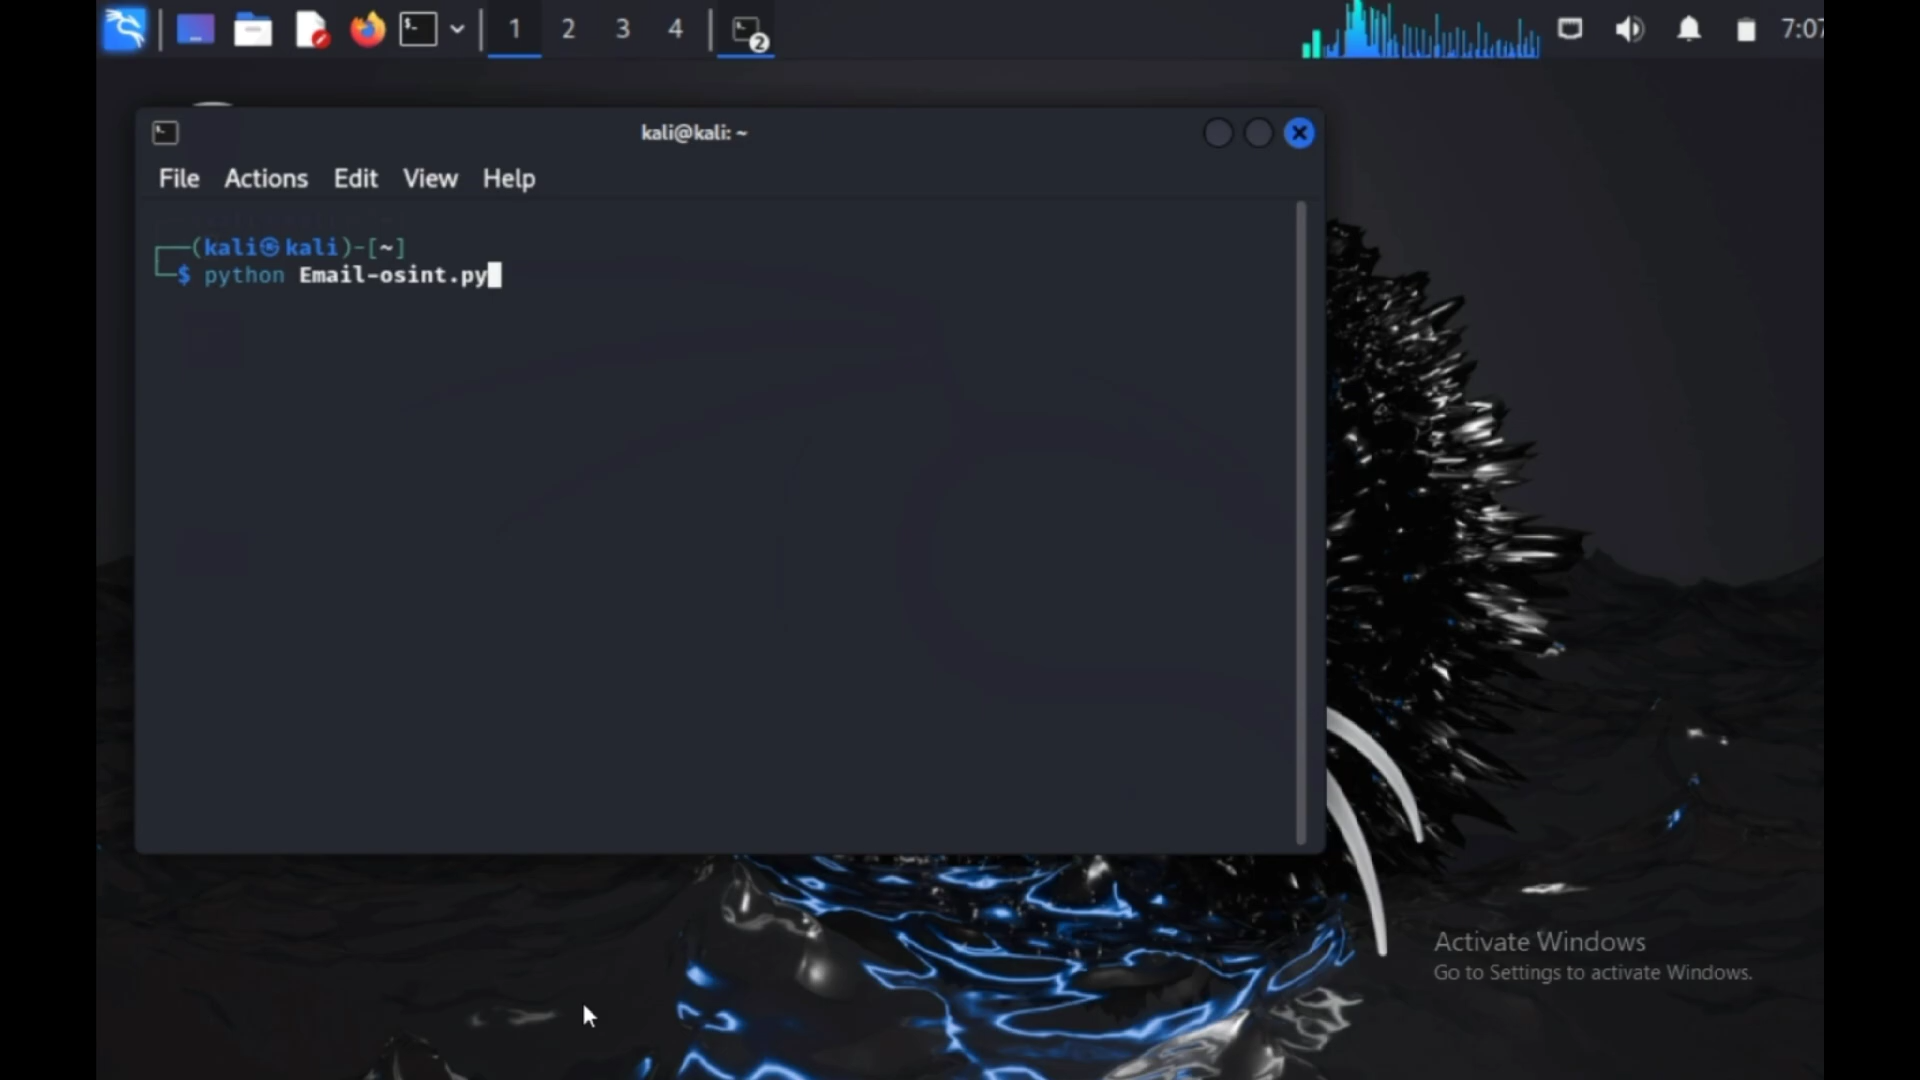 1 2 3 4 2 7:07
kali@kali: ~
File Actions Edit View Help
┌──(kali㉿kali)-[~]
└─$ python Email-osint.py
Activate Windows
Go to Settings to activate Windows.